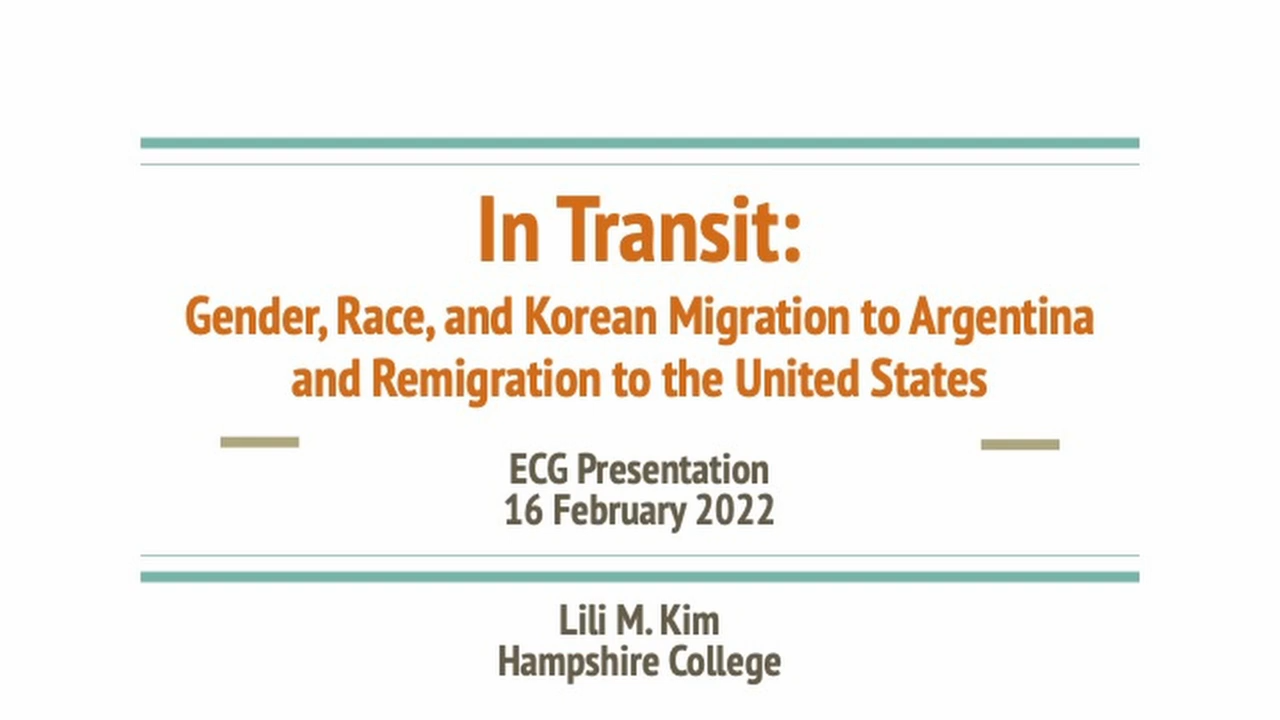 In Transit:
Gender, Race, and Korean Migration to Argentina
and Remigration to the United States
ECG Presentation
16 February 2022
Lili M. Kim
Hampshire College